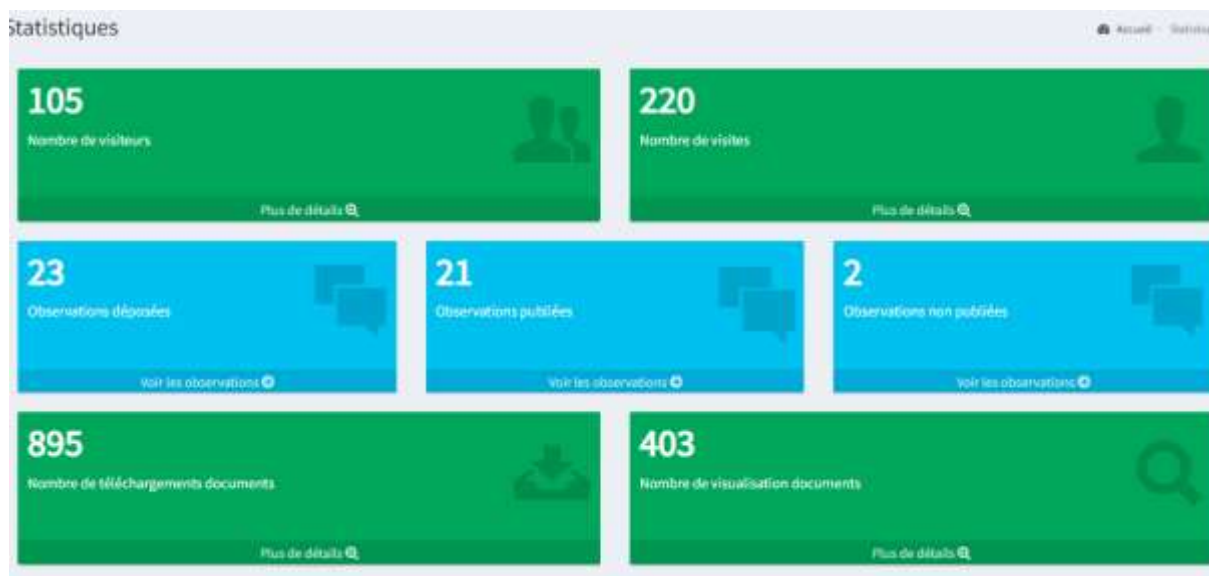 Statistiques
Accueil
105
Nombre de visiteurs
Plus de détails
220
Nombre de visites
Plus de détails
23
Observations déposées
Voir les observations
21
Observations publiées
Voir les observations
2
Observations non publiées
Voir les observations
895
Nombre de téléchargements documents
Plus de détails
403
Nombre de visualisation documents
Plus de détails